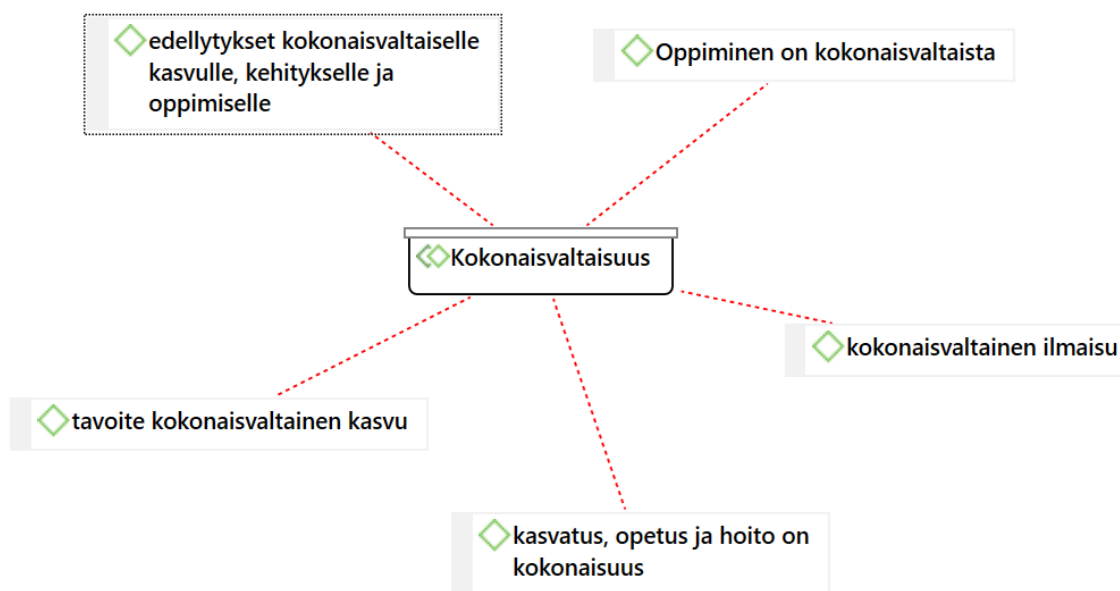 edellytykset kokonaisvaltaiselle
kasvulle, kehitykselle ja
oppimiselle
Oppiminen on kokonaisvaltaista
Kokonaisvaltaisuus
kokonaisvaltainen ilmaisu
tavoite kokonaisvaltainen kasvu
kasvatus, opetus ja hoito on
kokonaisuus